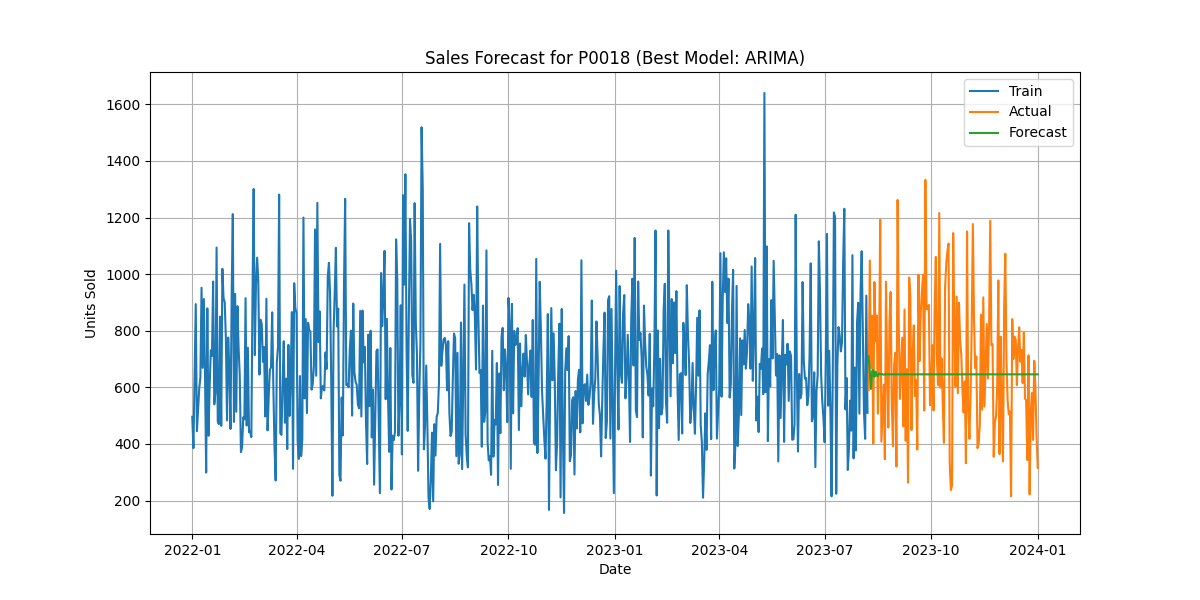 Sales Forecast for P0018 (Best Model: ARIMA)
Train
Actual
Forecast
1600
1400
1200
1000
800
600
400
200
Units Sold
2022-01 2022-04 2022-07 2022-10 2023-01 2023-04 2023-07 2023-10 2024-01
Date